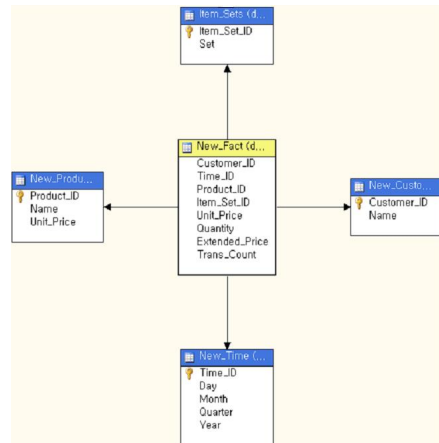 Item_Sets (d...
Item_Set_ID
Set
New_Fact (d...
Customer_ID
Time_ID
Product_ID
Item_Set_ID
Unit_Price
Quantity
Extended_Price
Trans_Count
New_Produ...
Product_ID
Name
Unit_Price
New_Custo...
Customer_ID
Name
New_Time (...
Time_ID
Day
Month
Quarter
Year